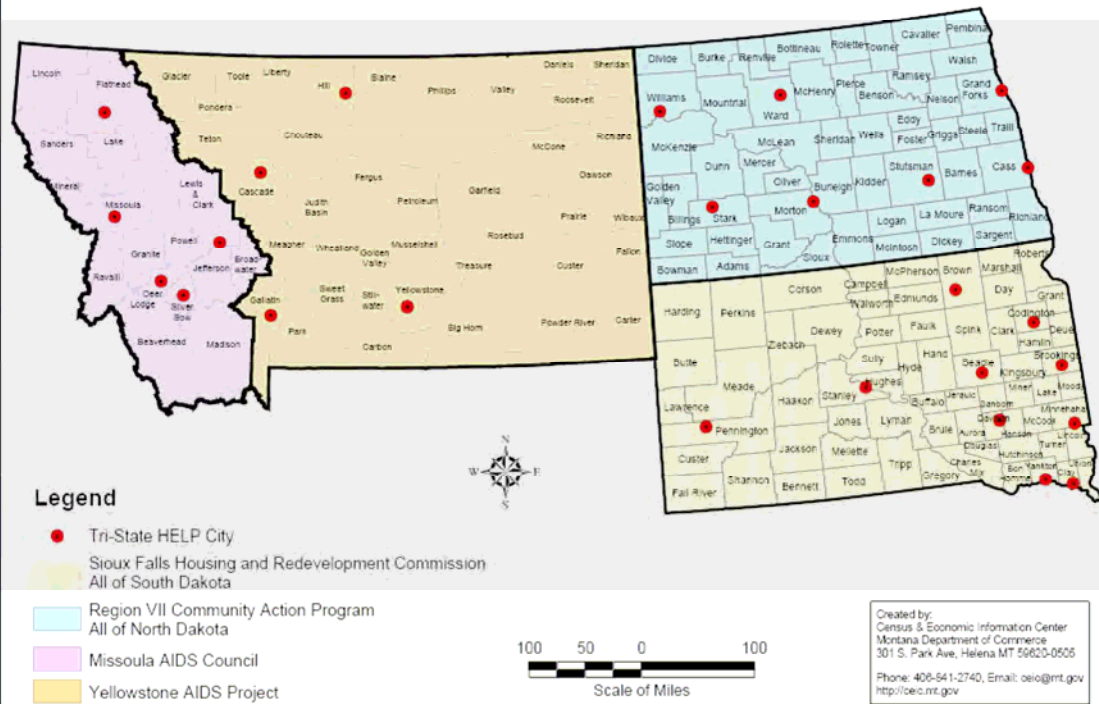 Lincoln
Flathead
Sanders
Lake
Mineral
Missoula
Lewis
&
Clark
Powell
Granite
Ravalli
Deer
Lodge
Silver
Bow
Jefferson
Broad
water
Beaverhead
Madison
Glacier
Toole
Liberty
Hill
Blaine
Phillips
Valley
Daniels
Sheridan
Roosevelt
Pondera
Teton
Chouteau
Richland
McCone
Dawson
Cascade
Fergus
Garfield
Judith
Basin
Petroleum
Prairie
Wibaux
Meagher
Wheatland
Golden
Valley
Musselshell
Rosebud
Fallon
Treasure
Custer
Gallatin
Park
Sweet
Grass
Still-
water
Yellowstone
Big Horn
Powder River
Carter
Carbon
Divide
Burke
Renville
Bottineau
Rolette
Towner
Cavalier
Pembina
Walsh
Williams
Mountrial
Ward
McHenry
Pierce
Benson
Ramsey
Nelson
Grand
Forks
McKenzie
McLean
Sheridan
Wells
Eddy
Foster
Griggs
Steele
Traill
Dunn
Mercer
Oliver
Burleigh
Kidder
Stutsman
Barnes
Cass
Golden
Valley
Billings
Stark
Morton
Logan
La Moure
Ransom
Richland
Slope
Hettinger
Grant
Sioux
Emmons
McIntosh
Dickey
Sargent
Bowman
Adams
Harding
Perkins
Corson
Campbell
McPherson
Brown
Marshall
Roberts
Walworth
Edmunds
Day
Grant
Dewey
Ziebach
Potter
Faulk
Spink
Clark
Codington
Deuel
Hamlin
Butte
Meade
Sully
Hyde
Hand
Beadle
Kingsbury
Brookings
Haakon
Stanley
Hughes
Buffalo
Jerauld
Sanborn
Miner
Lake
Moody
Lawrence
Pennington
Jones
Lyman
Brule
Aurora
Davison
Hanson
McCook
Minnehaha
Custer
Jackson
Mellette
Tripp
Gregory
Charles
Mix
Douglas
Hutchinson
Turner
Lincoln
Fall River
Shannon
Bennett
Todd
Bon
Homme
Yankton
Clay
Union
N
W
E
S
Legend
Tri-State HELP City
Sioux Falls Housing and Redevelopment Commission
All of South Dakota
Region VII Community Action Program
All of North Dakota
Missoula AIDS Council
Yellowstone AIDS Project
100 50 0 100
Scale of Miles
Created by:
Census & Economic Information Center
Montana Department of Commerce
301 S. Park Ave, Helena MT 59620-0505
Phone: 406-841-2740, Email: ceic@mt.gov
http://ceic.mt.gov